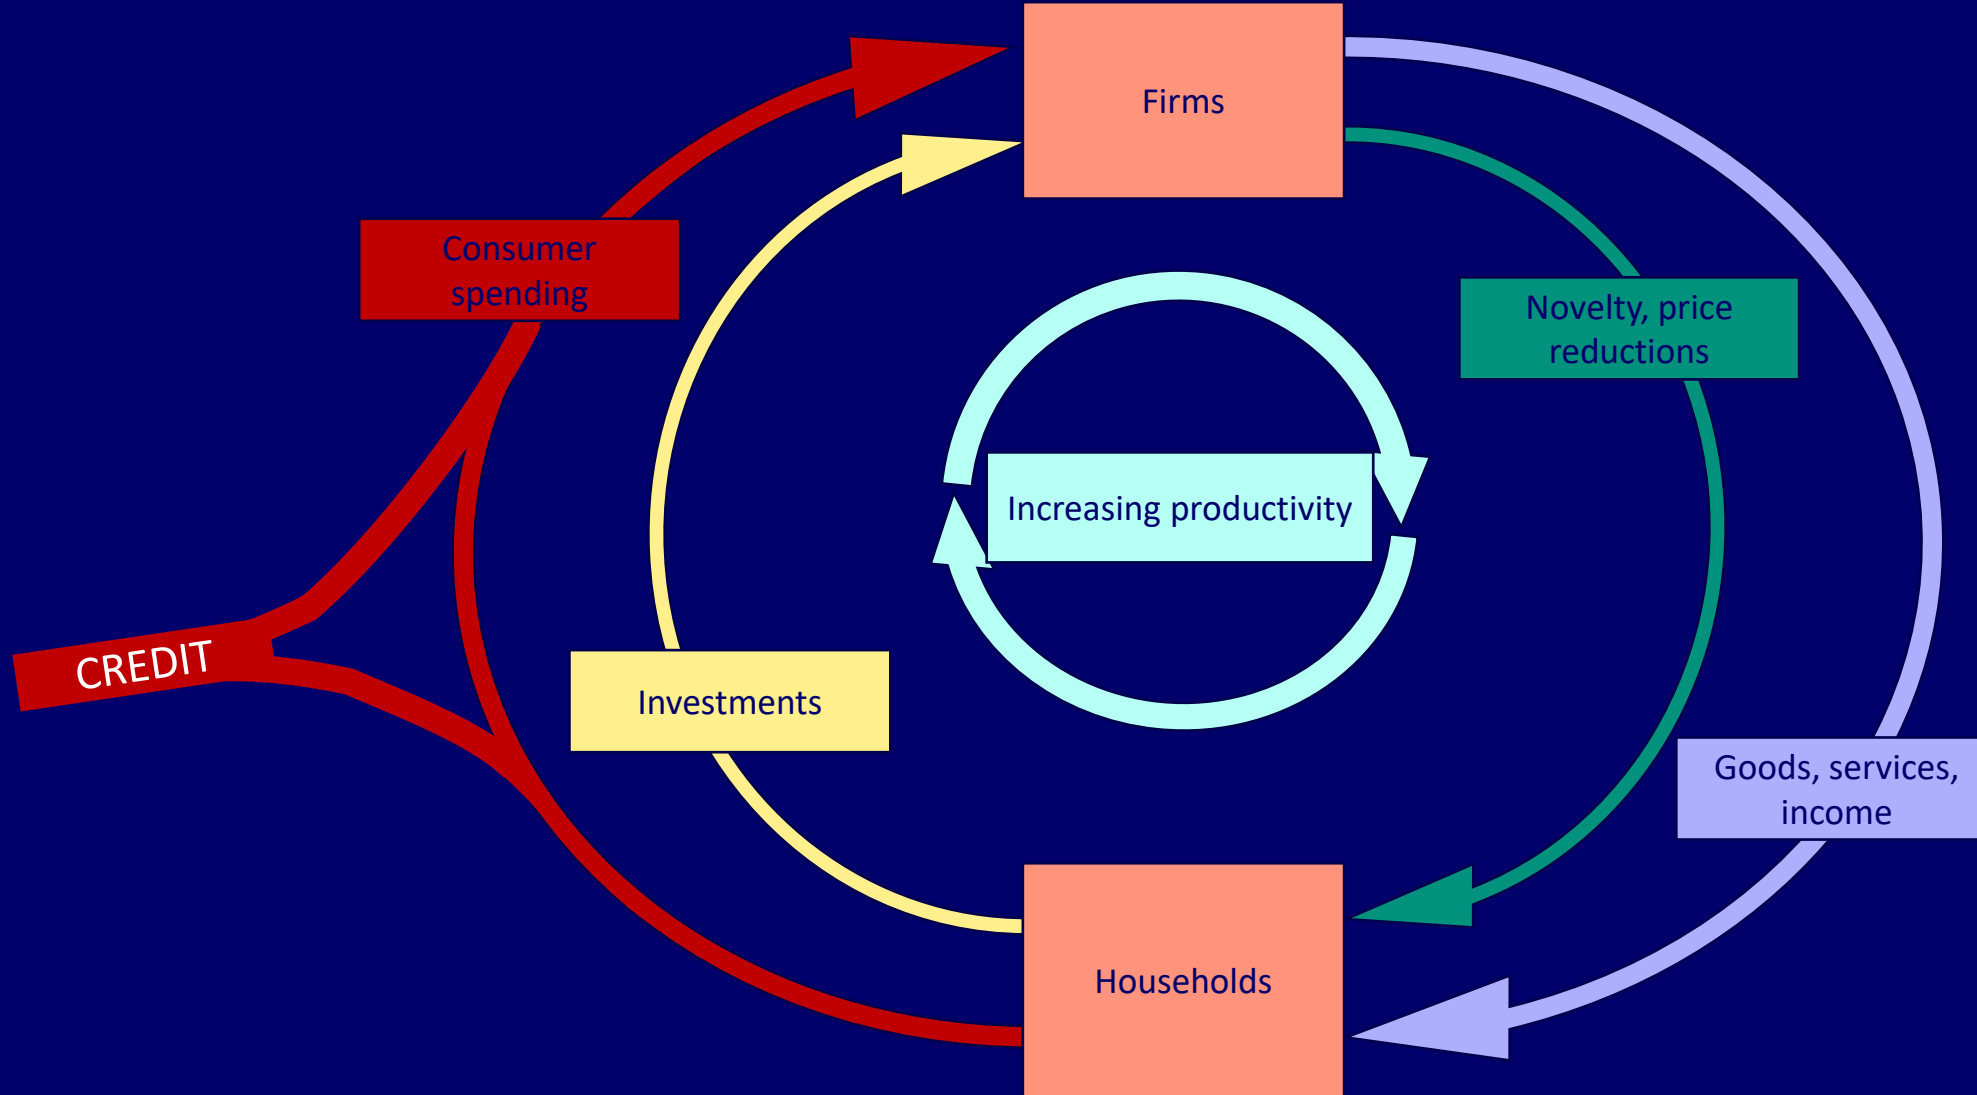 Firms
Consumer
spending
Novelty, price
reductions
Increasing productivity
CREDIT
Investments
Goods, services,
income
Households